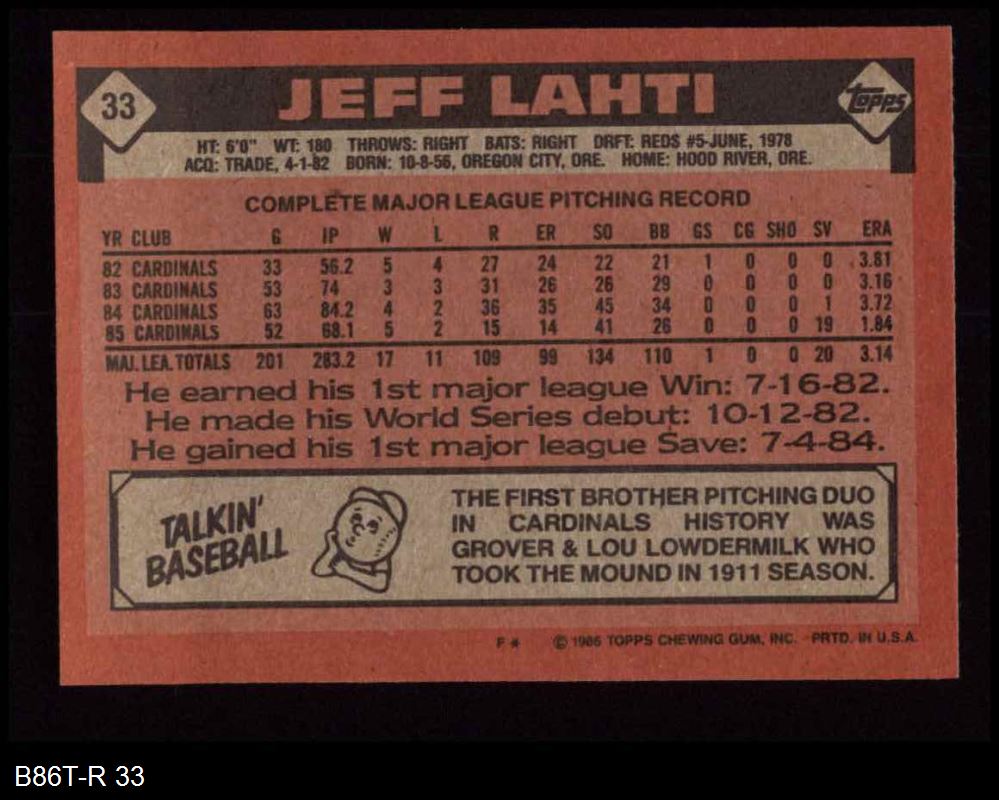 33
JEFF LAHTI
Topps
HT: 6'0" WT: 180 THROWS: RIGHT BATS: RIGHT DRFT: REDS #5-JUNE, 1978
ACQ: TRADE, 4-1-82 BORN: 10-8-56, OREGON CITY, ORE. HOME: HOOD RIVER, ORE.
COMPLETE MAJOR LEAGUE PITCHING RECORD
YR CLUB G IP W L R ER SO BB GS CG SHO SV ERA
82 CARDINALS 33 56.2 5 4 27 24 22 21 1 0 0 0 3.81
83 CARDINALS 53 74 3 3 31 26 26 29 0 0 0 0 3.16
84 CARDINALS 63 84.2 4 2 36 35 45 34 0 0 0 1 3.72
85 CARDINALS 52 68.1 5 2 15 14 41 26 0 0 0 19 1.84
MAJ. LEA. TOTALS 201 283.2 17 11 109 99 134 110 1 0 0 20 3.14
He earned his 1st major league Win: 7-16-82.
He made his World Series debut: 10-12-82.
He gained his 1st major league Save: 7-4-84.
TALKIN'
BASEBALL
THE FIRST BROTHER PITCHING DUO
IN CARDINALS HISTORY WAS
GROVER & LOU LOWDERMILK WHO
TOOK THE MOUND IN 1911 SEASON.
F * © 1986 TOPPS CHEWING GUM, INC. PRTD. IN U.S.A.
B86T-R 33